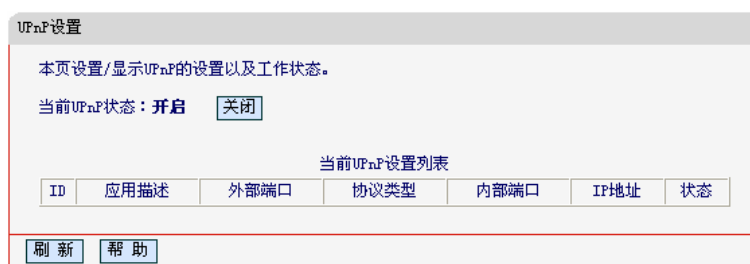 UPnP设置
本页设置/显示UPnP的设置以及工作状态。
当前UPnP状态：开启 关闭
当前UPnP设置列表
ID 应用描述 外部端口 协议类型 内部端口 IP地址 状态
刷 新 帮 助